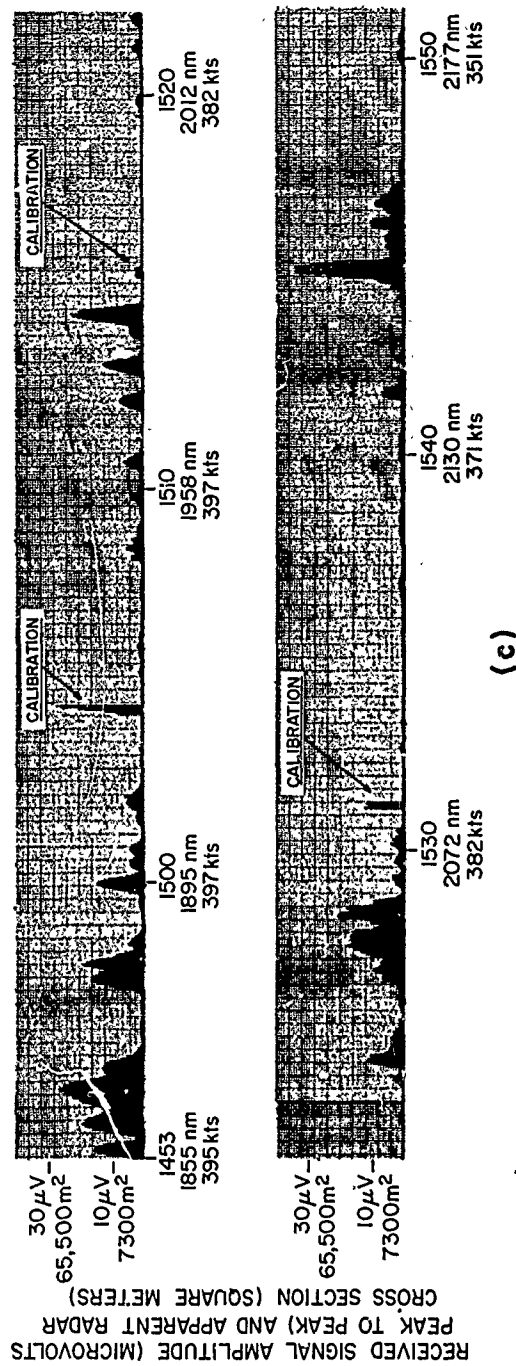 RECEIVED SIGNAL AMPLITUDE (MICROVOLTS
PEAK TO PEAK) AND APPARENT RADAR
CROSS SECTION (SQUARE METERS)
30μV
65,500m²
10μV
7300m²
CALIBRATION
CALIBRATION
1453
1855 nm
395 kts
1500
1895 nm
397 kts
1510
1958 nm
397 kts
1520
2012 nm
382 kts
30μV
65,500m²
10μV
7300m²
CALIBRATION
1530
2072 nm
382 kts
1540
2130 nm
371 kts
1550
2177 nm
351 kts
(c)